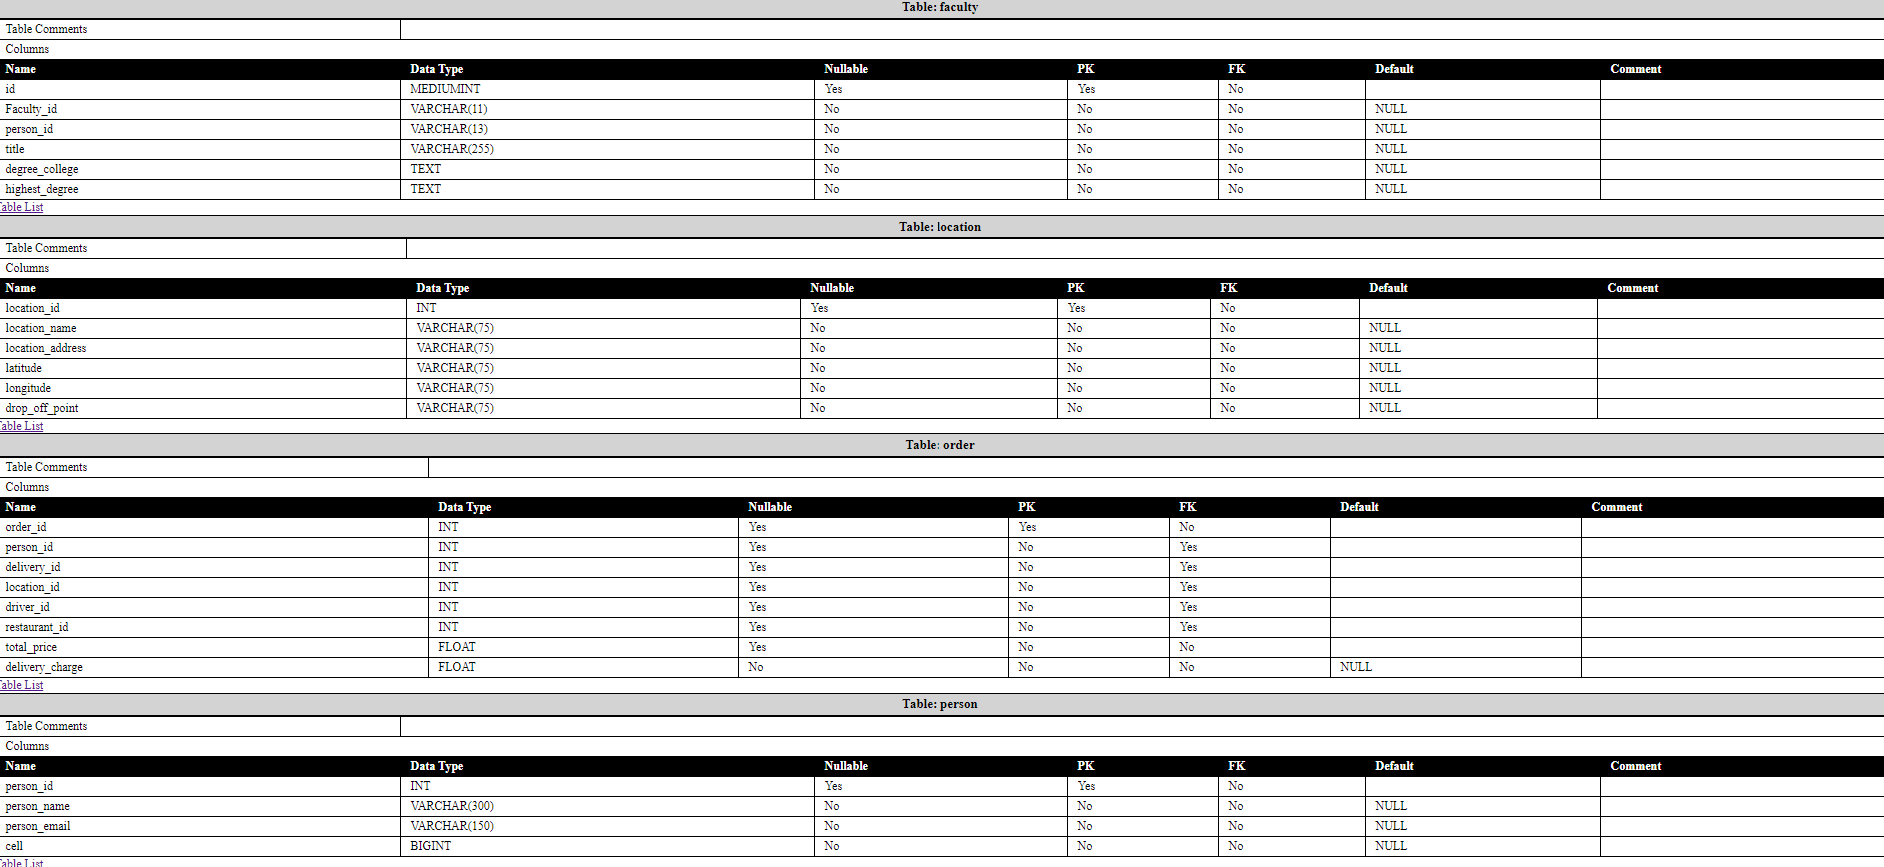 Table: faculty
Table Comments
Columns
Name Data Type Nullable PK FK Default Comment
id MEDIUMINT Yes Yes No
Faculty_id VARCHAR(11) No No No NULL
person_id VARCHAR(13) No No No NULL
title VARCHAR(255) No No No NULL
degree_college TEXT No No No NULL
highest_degree TEXT No No No NULL
Table List
Table: location
Table Comments
Columns
Name Data Type Nullable PK FK Default Comment
location_id INT Yes Yes No
location_name VARCHAR(75) No No No NULL
location_address VARCHAR(75) No No No NULL
latitude VARCHAR(75) No No No NULL
longitude VARCHAR(75) No No No NULL
drop_off_point VARCHAR(75) No No No NULL
Table List
Table: order
Table Comments
Columns
Name Data Type Nullable PK FK Default Comment
order_id INT Yes Yes No
person_id INT Yes No Yes
delivery_id INT Yes No Yes
location_id INT Yes No Yes
driver_id INT Yes No Yes
restaurant_id INT Yes No Yes
total_price FLOAT Yes No No
delivery_charge FLOAT No No No NULL
Table List
Table: person
Table Comments
Columns
Name Data Type Nullable PK FK Default Comment
person_id INT Yes Yes No
person_name VARCHAR(300) No No No NULL
person_email VARCHAR(150) No No No NULL
cell BIGINT No No No NULL
Table List